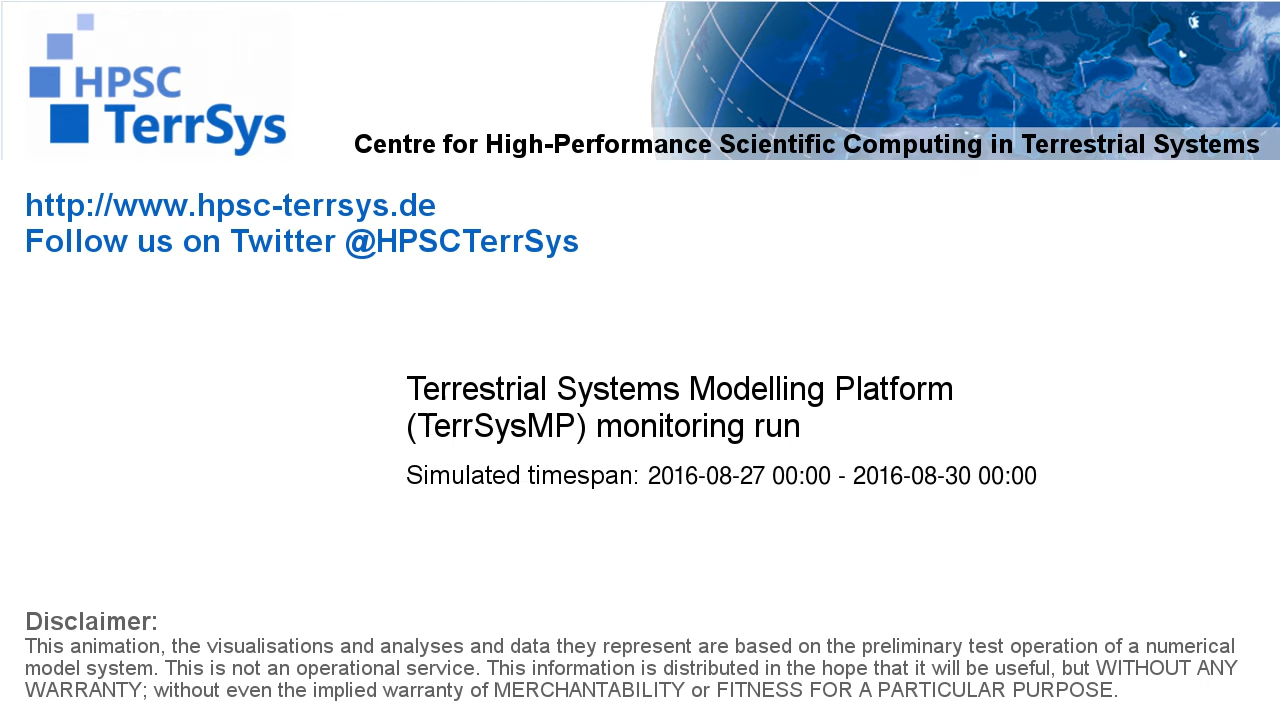 HPSC
TerrSys
Centre for High-Performance Scientific Computing in Terrestrial Systems
http://www.hpsc-terrsys.de
Follow us on Twitter @HPSCTerrSys
Terrestrial Systems Modelling Platform
(TerrSysMP) monitoring run
Simulated timespan: 2016-08-27 00:00 - 2016-08-30 00:00
Disclaimer:
This animation, the visualisations and analyses and data they represent are based on the preliminary test operation of a numerical
model system. This is not an operational service. This information is distributed in the hope that it will be useful, but WITHOUT ANY
WARRANTY; without even the implied warranty of MERCHANTABILITY or FITNESS FOR A PARTICULAR PURPOSE.